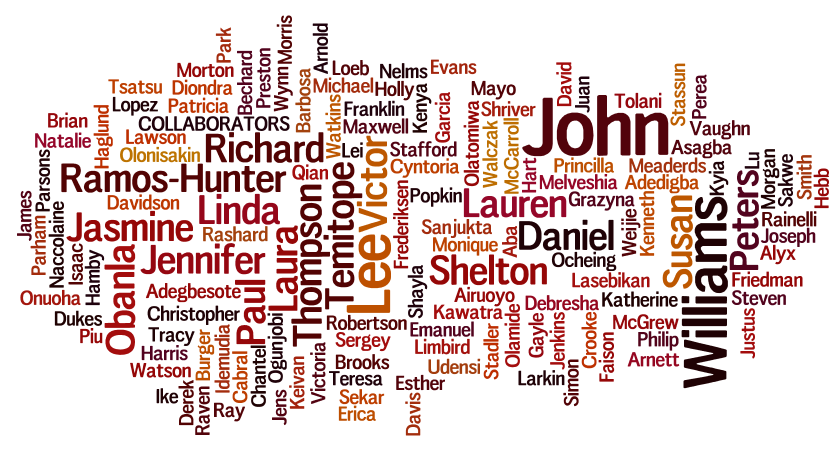 Park
Morris
Arnold
Morton
Bechard
Preston
Wynn
Loeb
Nelms
Evans
David
Juan
Stassun
Tsatsu
Diondra
Barbosa
Michael
Holly
Mayo
Tolani
Perea
Lopez
Patricia
Watkins
Franklin
Kenya
Garcia
Olatomiwa
Shriver
John
Brian
Haglund
COLLABORATORS
Maxwell
Walczak
McCarroll
Vaughn
Natalie
Lawson
Richard
Lei
Stafford
Asagba
Olonisakin
Victor
Cyntoria
Hart
Princilla
Meaderds
Kyia
Lu
Morgan
Sakwe
Smith
Hebb
Parsons
Ramos-Hunter
Qian
Temitope
Frederiksen
Popkin
Melveshia
Adedigba
James
Naccolaine
Davidson
Linda
Thompson
Lee
Lauren
Grazyna
Kenneth
Susan
Williams
Peters
Rainelli
Parham
Isaac
Jasmine
Rashard
Laura
Sanjukta
Aba
Daniel
Weijie
Joseph
Hamby
Obanla
Jennifer
Paul
Monique
Ocheing
Alyx
Shelton
Lasebikan
Friedman
Onuoha
Adegbesote
Shayla
Airuoyo
Debresha
Katherine
Steven
Dukes
Christopher
Robertson
Emanuel
Kawatra
Olamide
Gayle
Jenkins
Crooke
McGrew
Justus
Piu
Tracy
Ogunjobi
Sergey
Limbird
Stadler
Faison
Philip
Harris
Burger
Idemudia
Cabral
Chantel
Keivan
Victoria
Brooks
Udensi
Arnett
Watson
Teresa
Esther
Larkin
Simon
Ike
Derek
Raven
Ray
Jens
Sekar
Erica
Davis